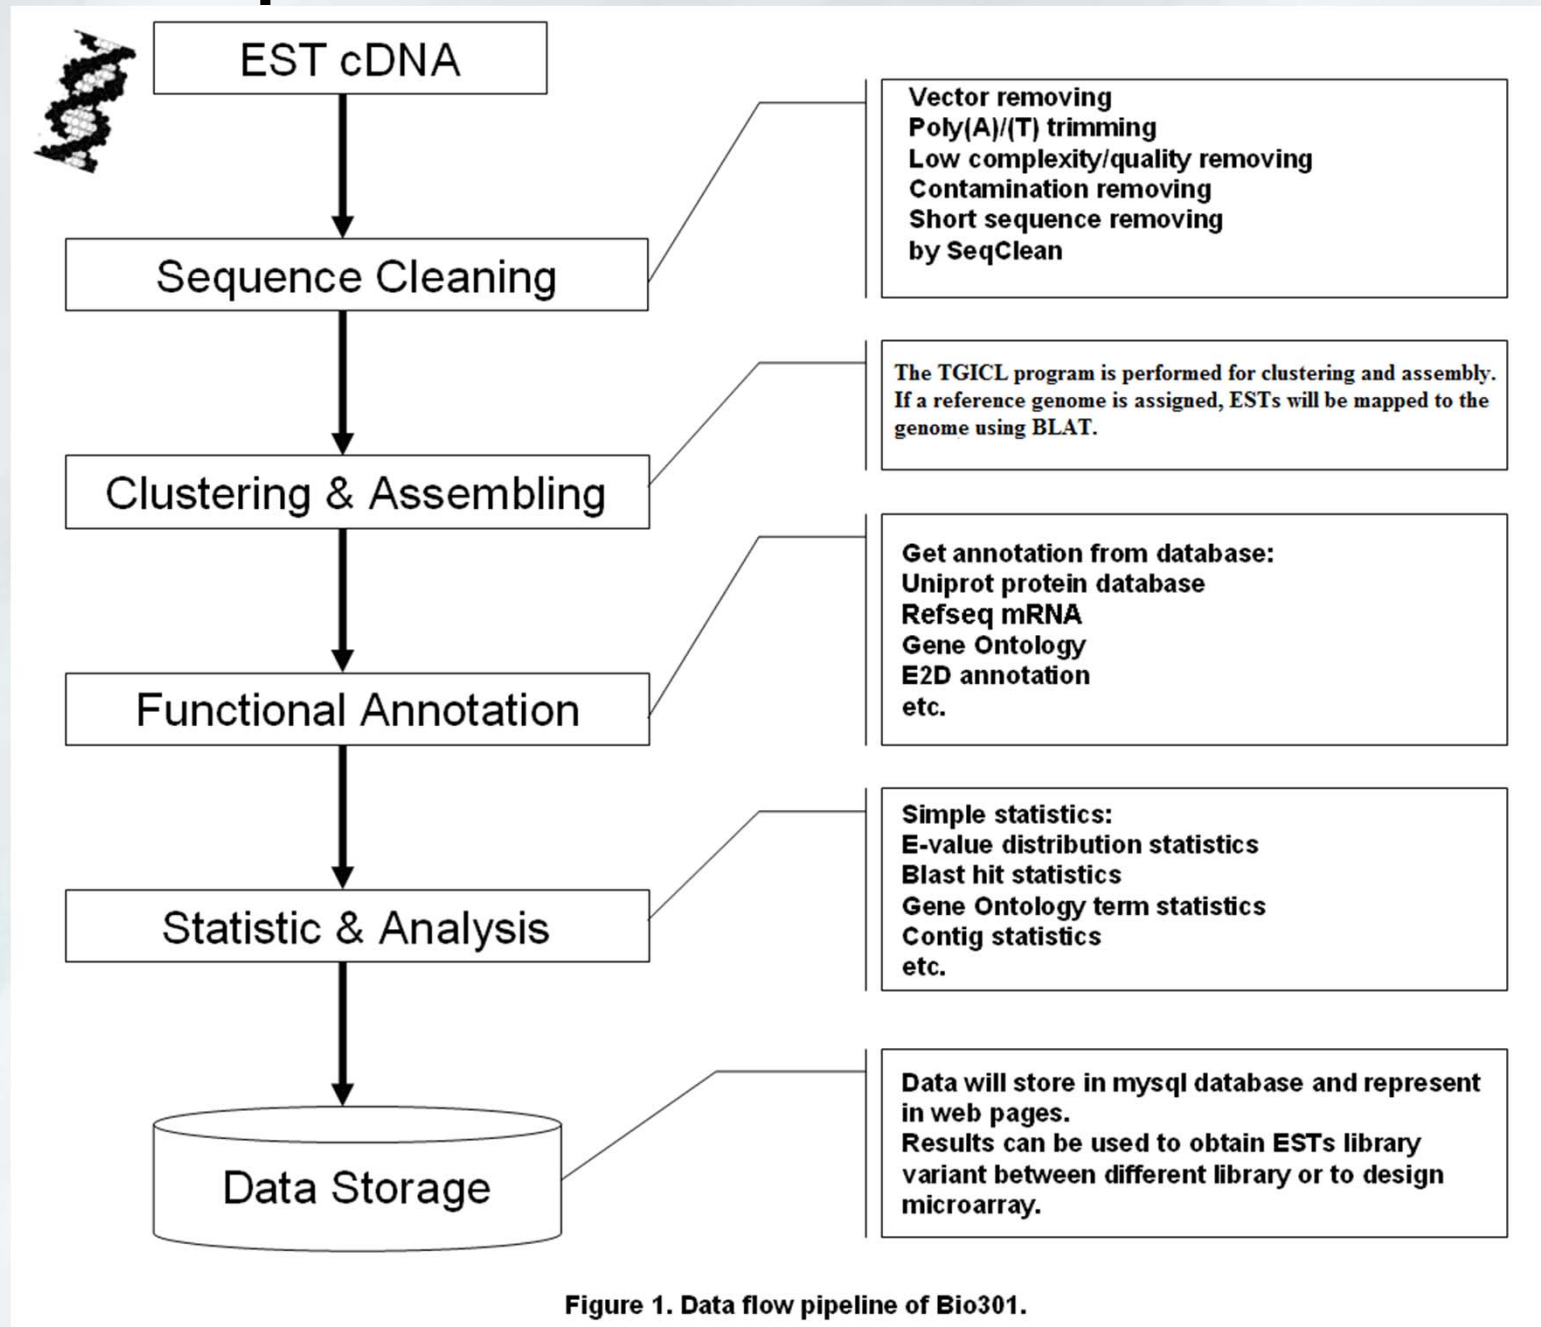 EST cDNA
Vector removing
Poly(A)/(T) trimming
Low complexity/quality removing
Contamination removing
Short sequence removing
by SeqClean
Sequence Cleaning
The TGICL program is performed for clustering and assembly.
If a reference genome is assigned, ESTs will be mapped to the
genome using BLAT.
Clustering & Assembling
Get annotation from database:
Uniprot protein database
Refseq mRNA
Gene Ontology
E2D annotation
etc.
Functional Annotation
Simple statistics:
E-value distribution statistics
Blast hit statistics
Gene Ontology term statistics
Contig statistics
etc.
Statistic & Analysis
Data will store in mysql database and represent
in web pages.
Results can be used to obtain ESTs library
variant between different library or to design
microarray.
Data Storage
Figure 1. Data flow pipeline of Bio301.